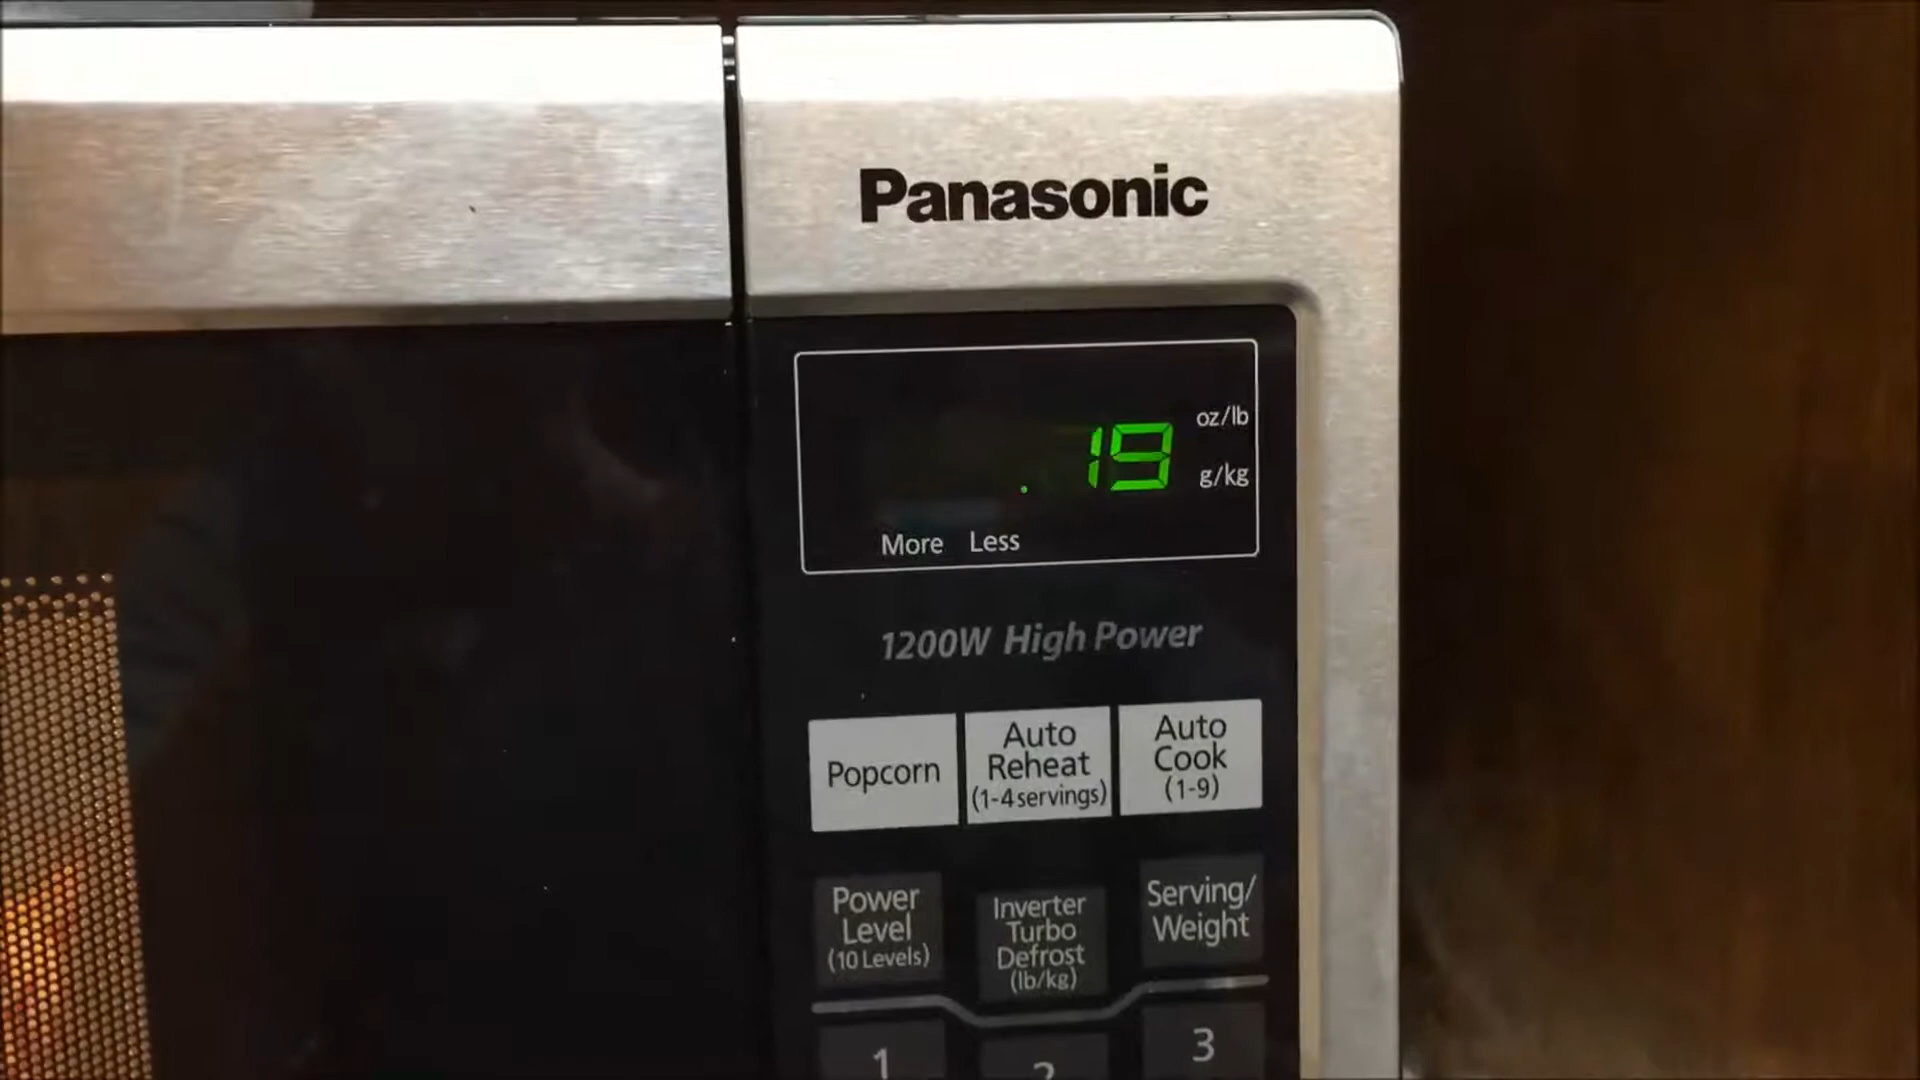 Panasonic
. 19
oz/lb
g/kg
More Less
1200W High Power
Popcorn
Auto
Reheat
(1-4 servings)
Auto
Cook
(1-9)
Power
Level
(10 Levels)
Inverter
Turbo
Defrost
(lb/kg)
Serving/
Weight
1
2
3